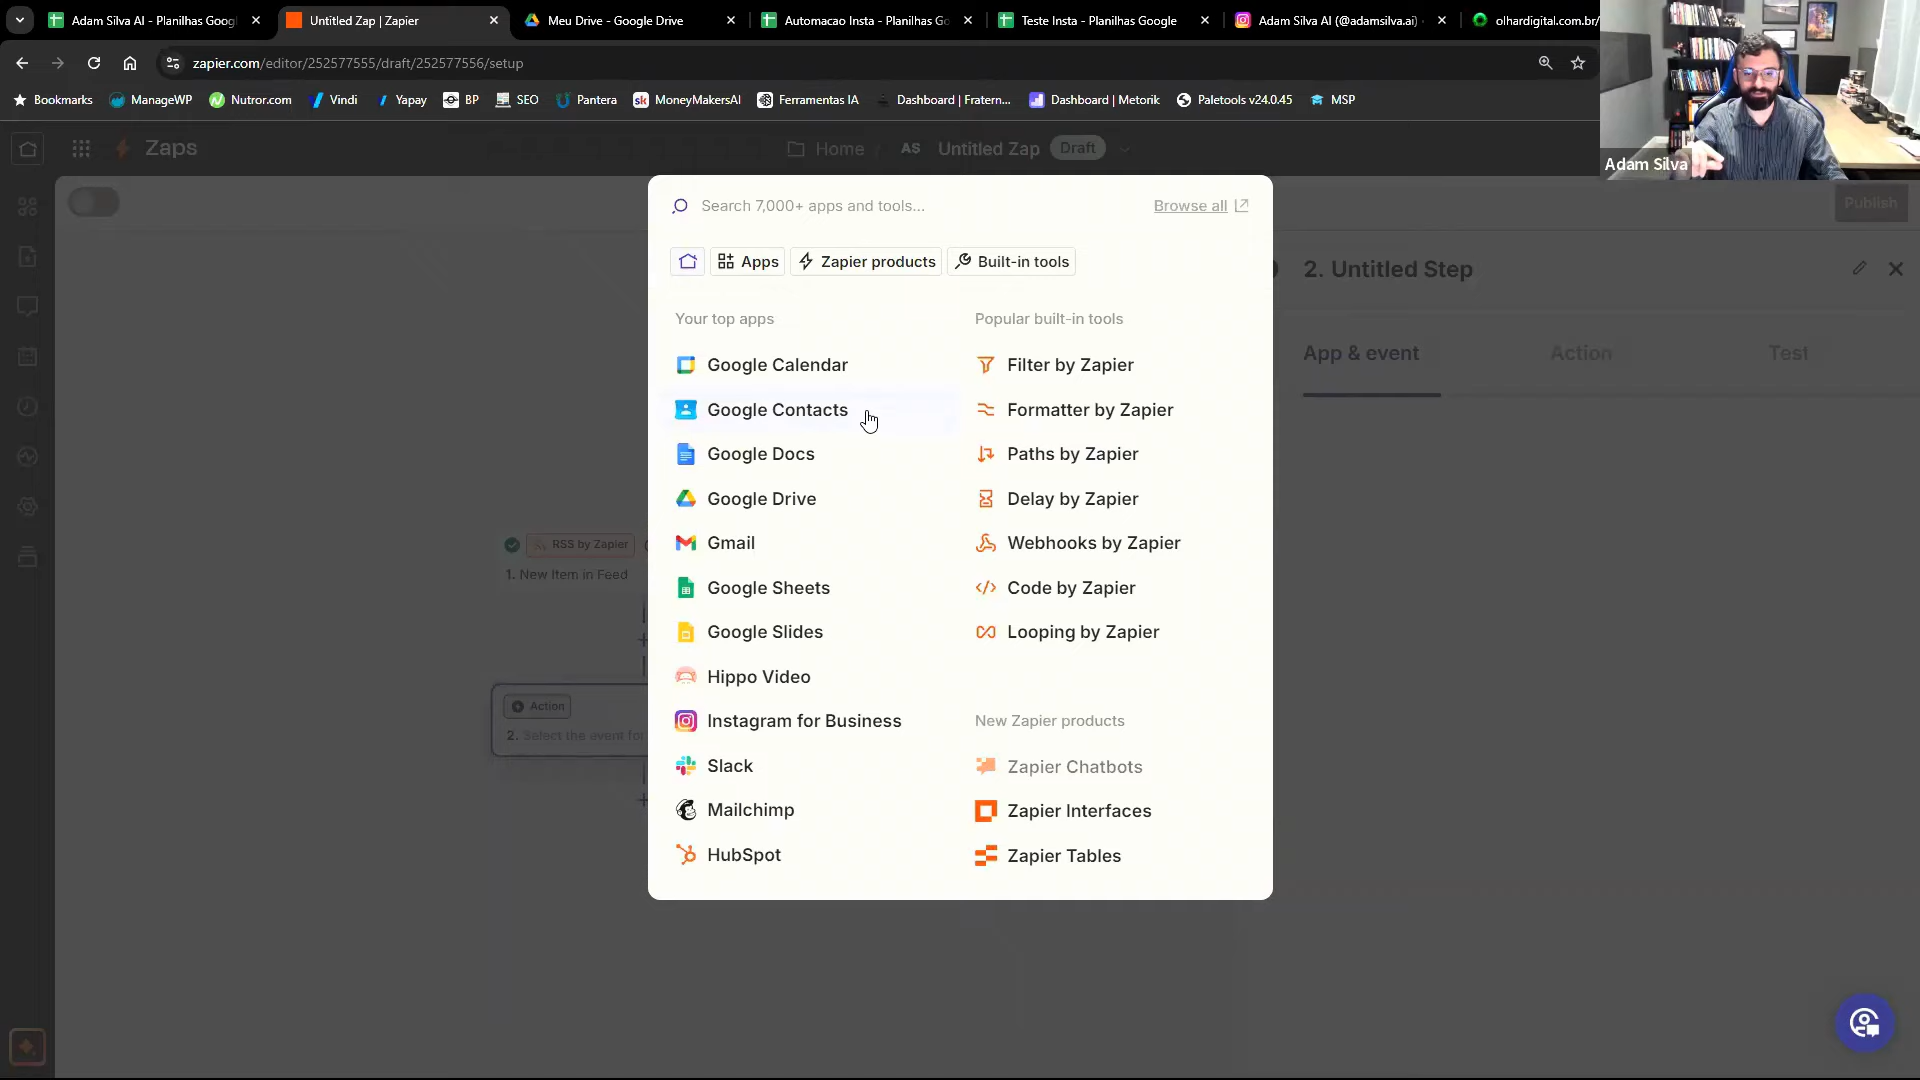 Adam Silva AI - Planilhas Goog
Untitled Zap | Zapier
Meu Drive - Google Drive
Automacao Insta - Planilhas Go
Teste Insta - Planilhas Google
Adam Silva AI (@adamsilva.ai)
olhardigital.com.br/
zapier.com/editor/252577555/draft/252577556/setup
Bookmarks
ManageWP
Nutror.com
Vindi
Yapay
BP
SEO
Pantera
MoneyMakersAI
Ferramentas IA
Dashboard | Fratern...
Dashboard | Metorik
Paletools v24.0.45
MSP
Zaps
Home
AS
Untitled Zap
Draft
Adam Silva
Publish
Search 7,000+ apps and tools...
Browse all
Apps
Zapier products
Built-in tools
Your top apps
Google Calendar
Google Contacts
Google Docs
Google Drive
Gmail
Google Sheets
Google Slides
Hippo Video
Instagram for Business
Slack
Mailchimp
HubSpot
Popular built-in tools
Filter by Zapier
Formatter by Zapier
Paths by Zapier
Delay by Zapier
Webhooks by Zapier
Code by Zapier
Looping by Zapier
New Zapier products
Zapier Chatbots
Zapier Interfaces
Zapier Tables
RSS by Zapier
1. New Item in Feed
Action
2. Select the event for
2. Untitled Step
App & event
Action
Test